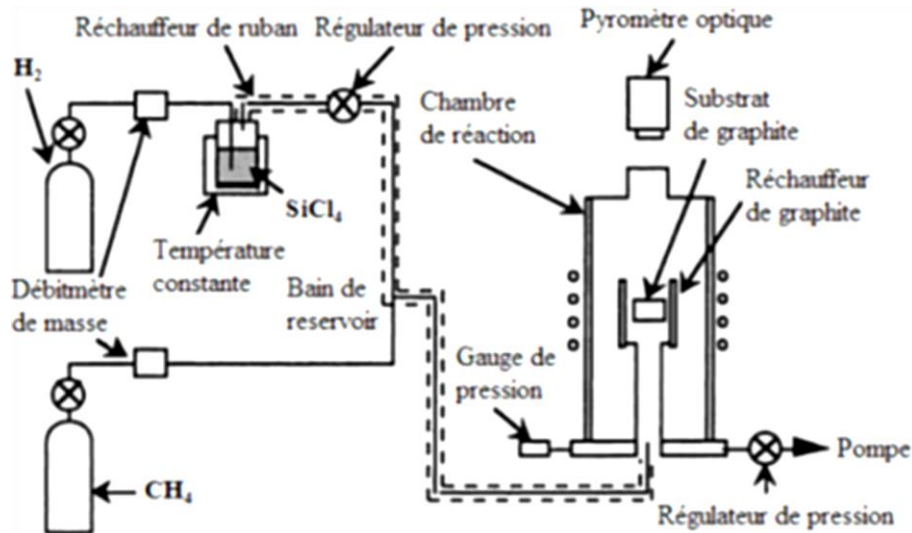 Réchauffeur de ruban
Régulateur de pression
Pyromètre optique
H₂
Chambre
de réaction
Substrat
de graphite
SiCl₄
Réchauffeur
de graphite
Température
constante
Débitmètre
de masse
Bain de
reservoir
Gauge de
pression
Pompe
CH₄
Régulateur de pression